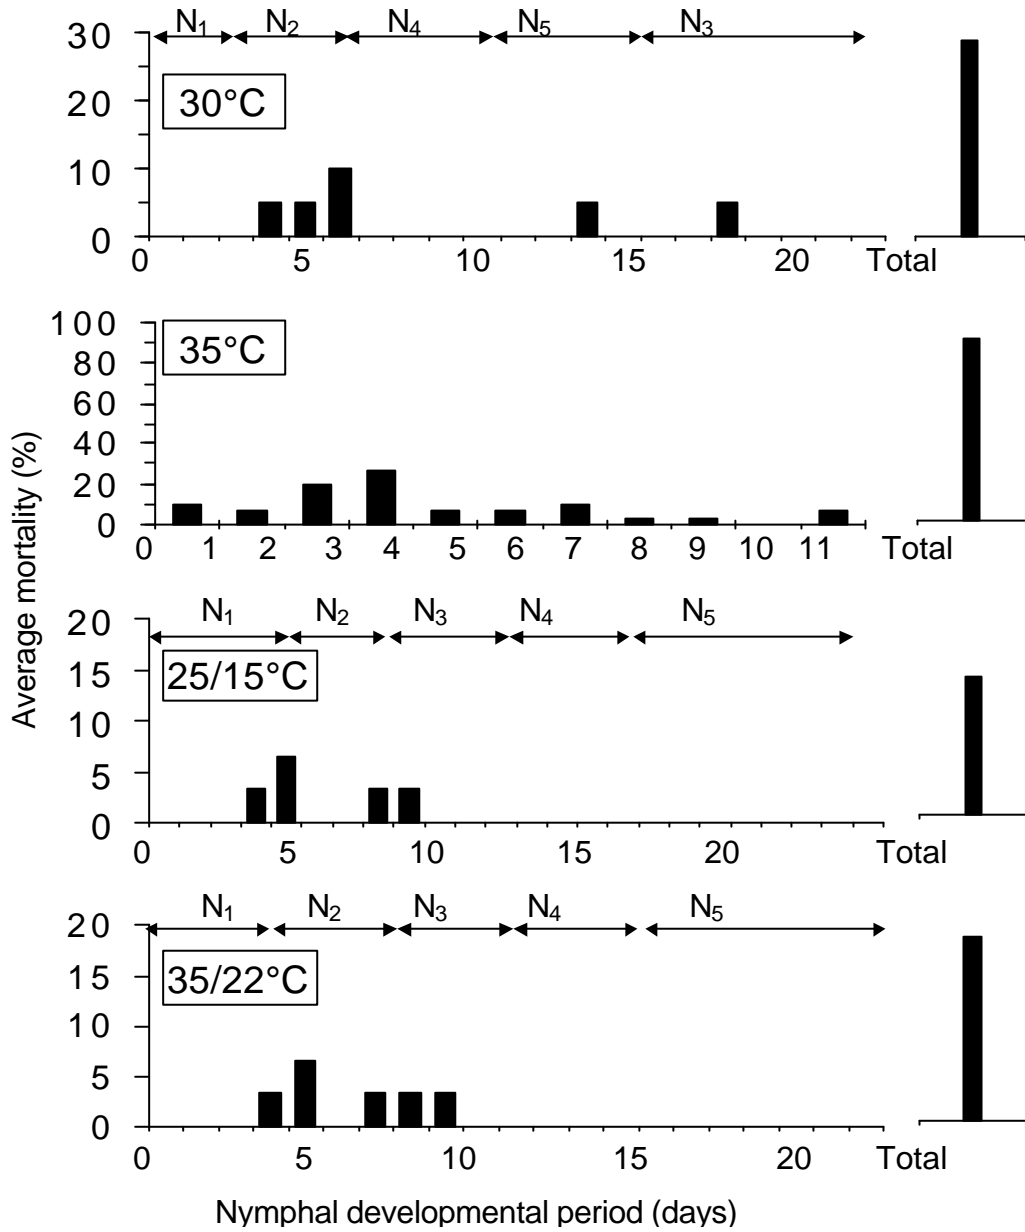 N1 N2 N4 N5 N3
30
20
10
0
30°C
0 5 10 15 20 Total
100
80
60
40
20
0
35°C
0 1 2 3 4 5 6 7 8 9 10 11 Total
Average mortality (%)
N1 N2 N3 N4 N5
20
15
10
5
0
25/15°C
0 5 10 15 20 Total
N1 N2 N3 N4 N5
20
15
10
5
0
35/22°C
0 5 10 15 20 Total
Nymphal developmental period (days)